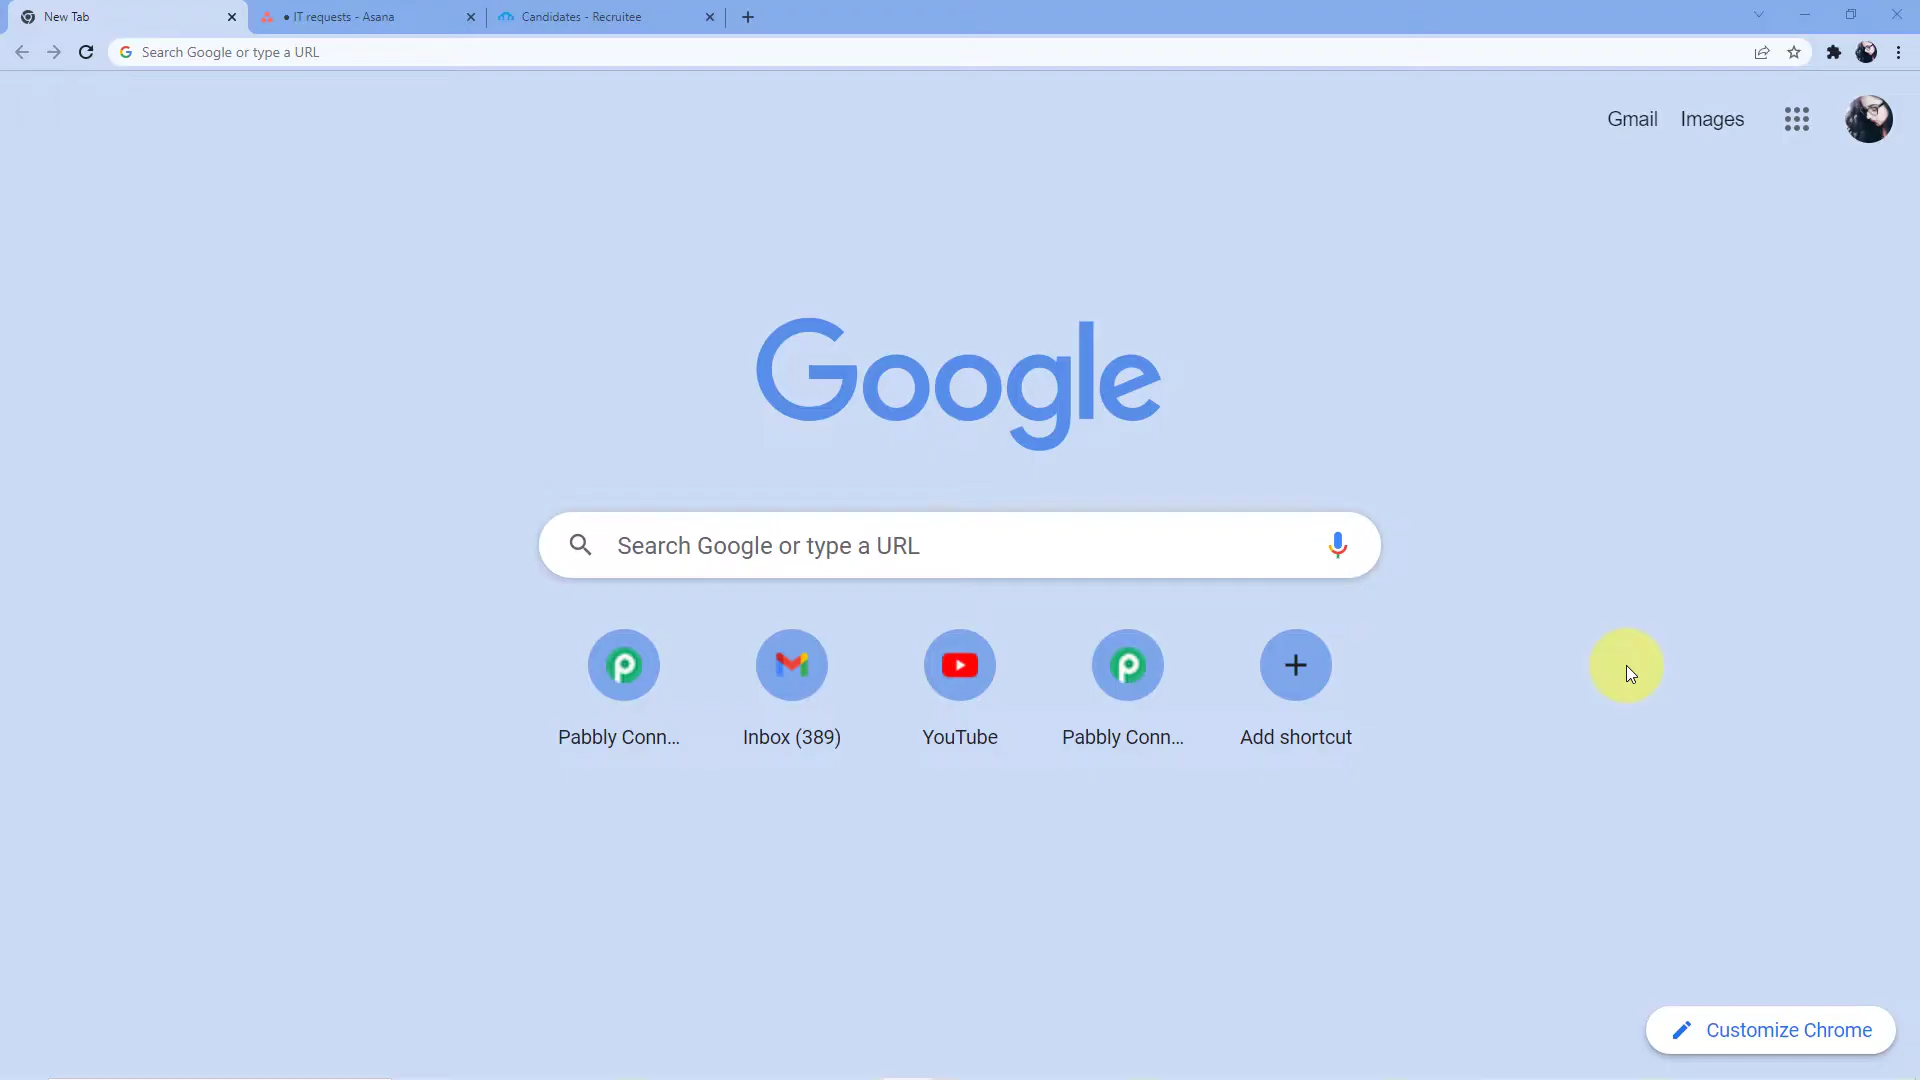 New Tab
● IT requests - Asana
Candidates - Recruitee
Search Google or type a URL
Gmail
Images
Google
Search Google or type a URL
Pabbly Conn...
Inbox (389)
YouTube
Pabbly Conn...
Add shortcut
Customize Chrome